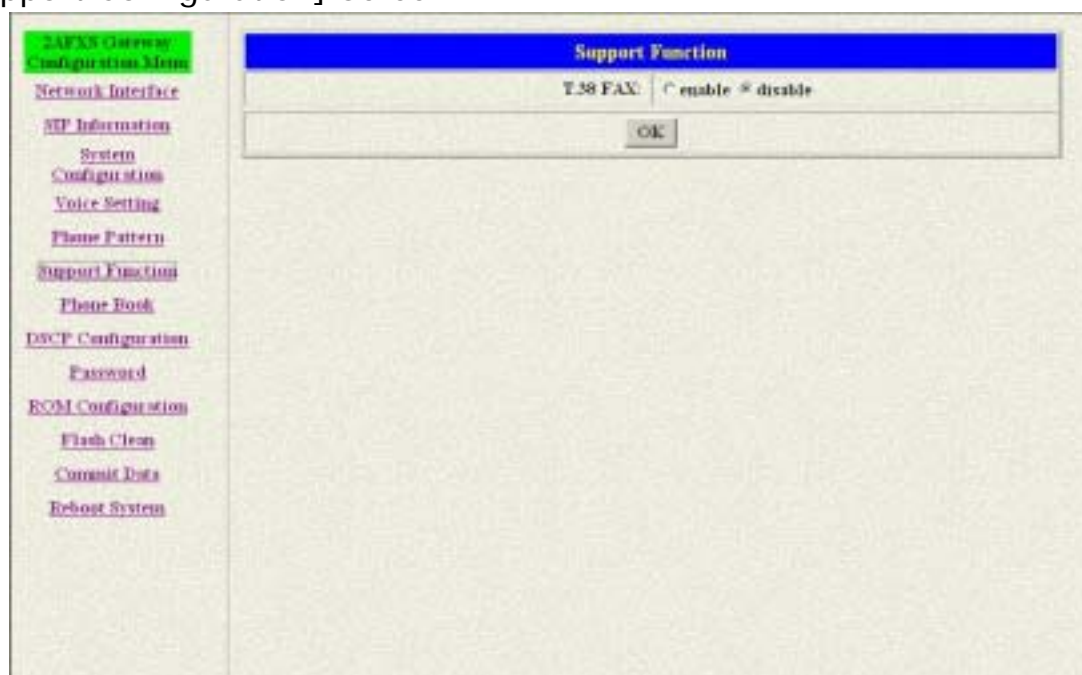 2AFXS Gateway
Configuration Menu
Network Interface
SIP Information
System
Configuration
Voice Setting
Phone Pattern
Support Function
Phone Book
DSCP Configuration
Password
ROM Configuration
Flash Clean
Commit Data
Reboot System
Support Function
T.38 FAX: enable disable
OK